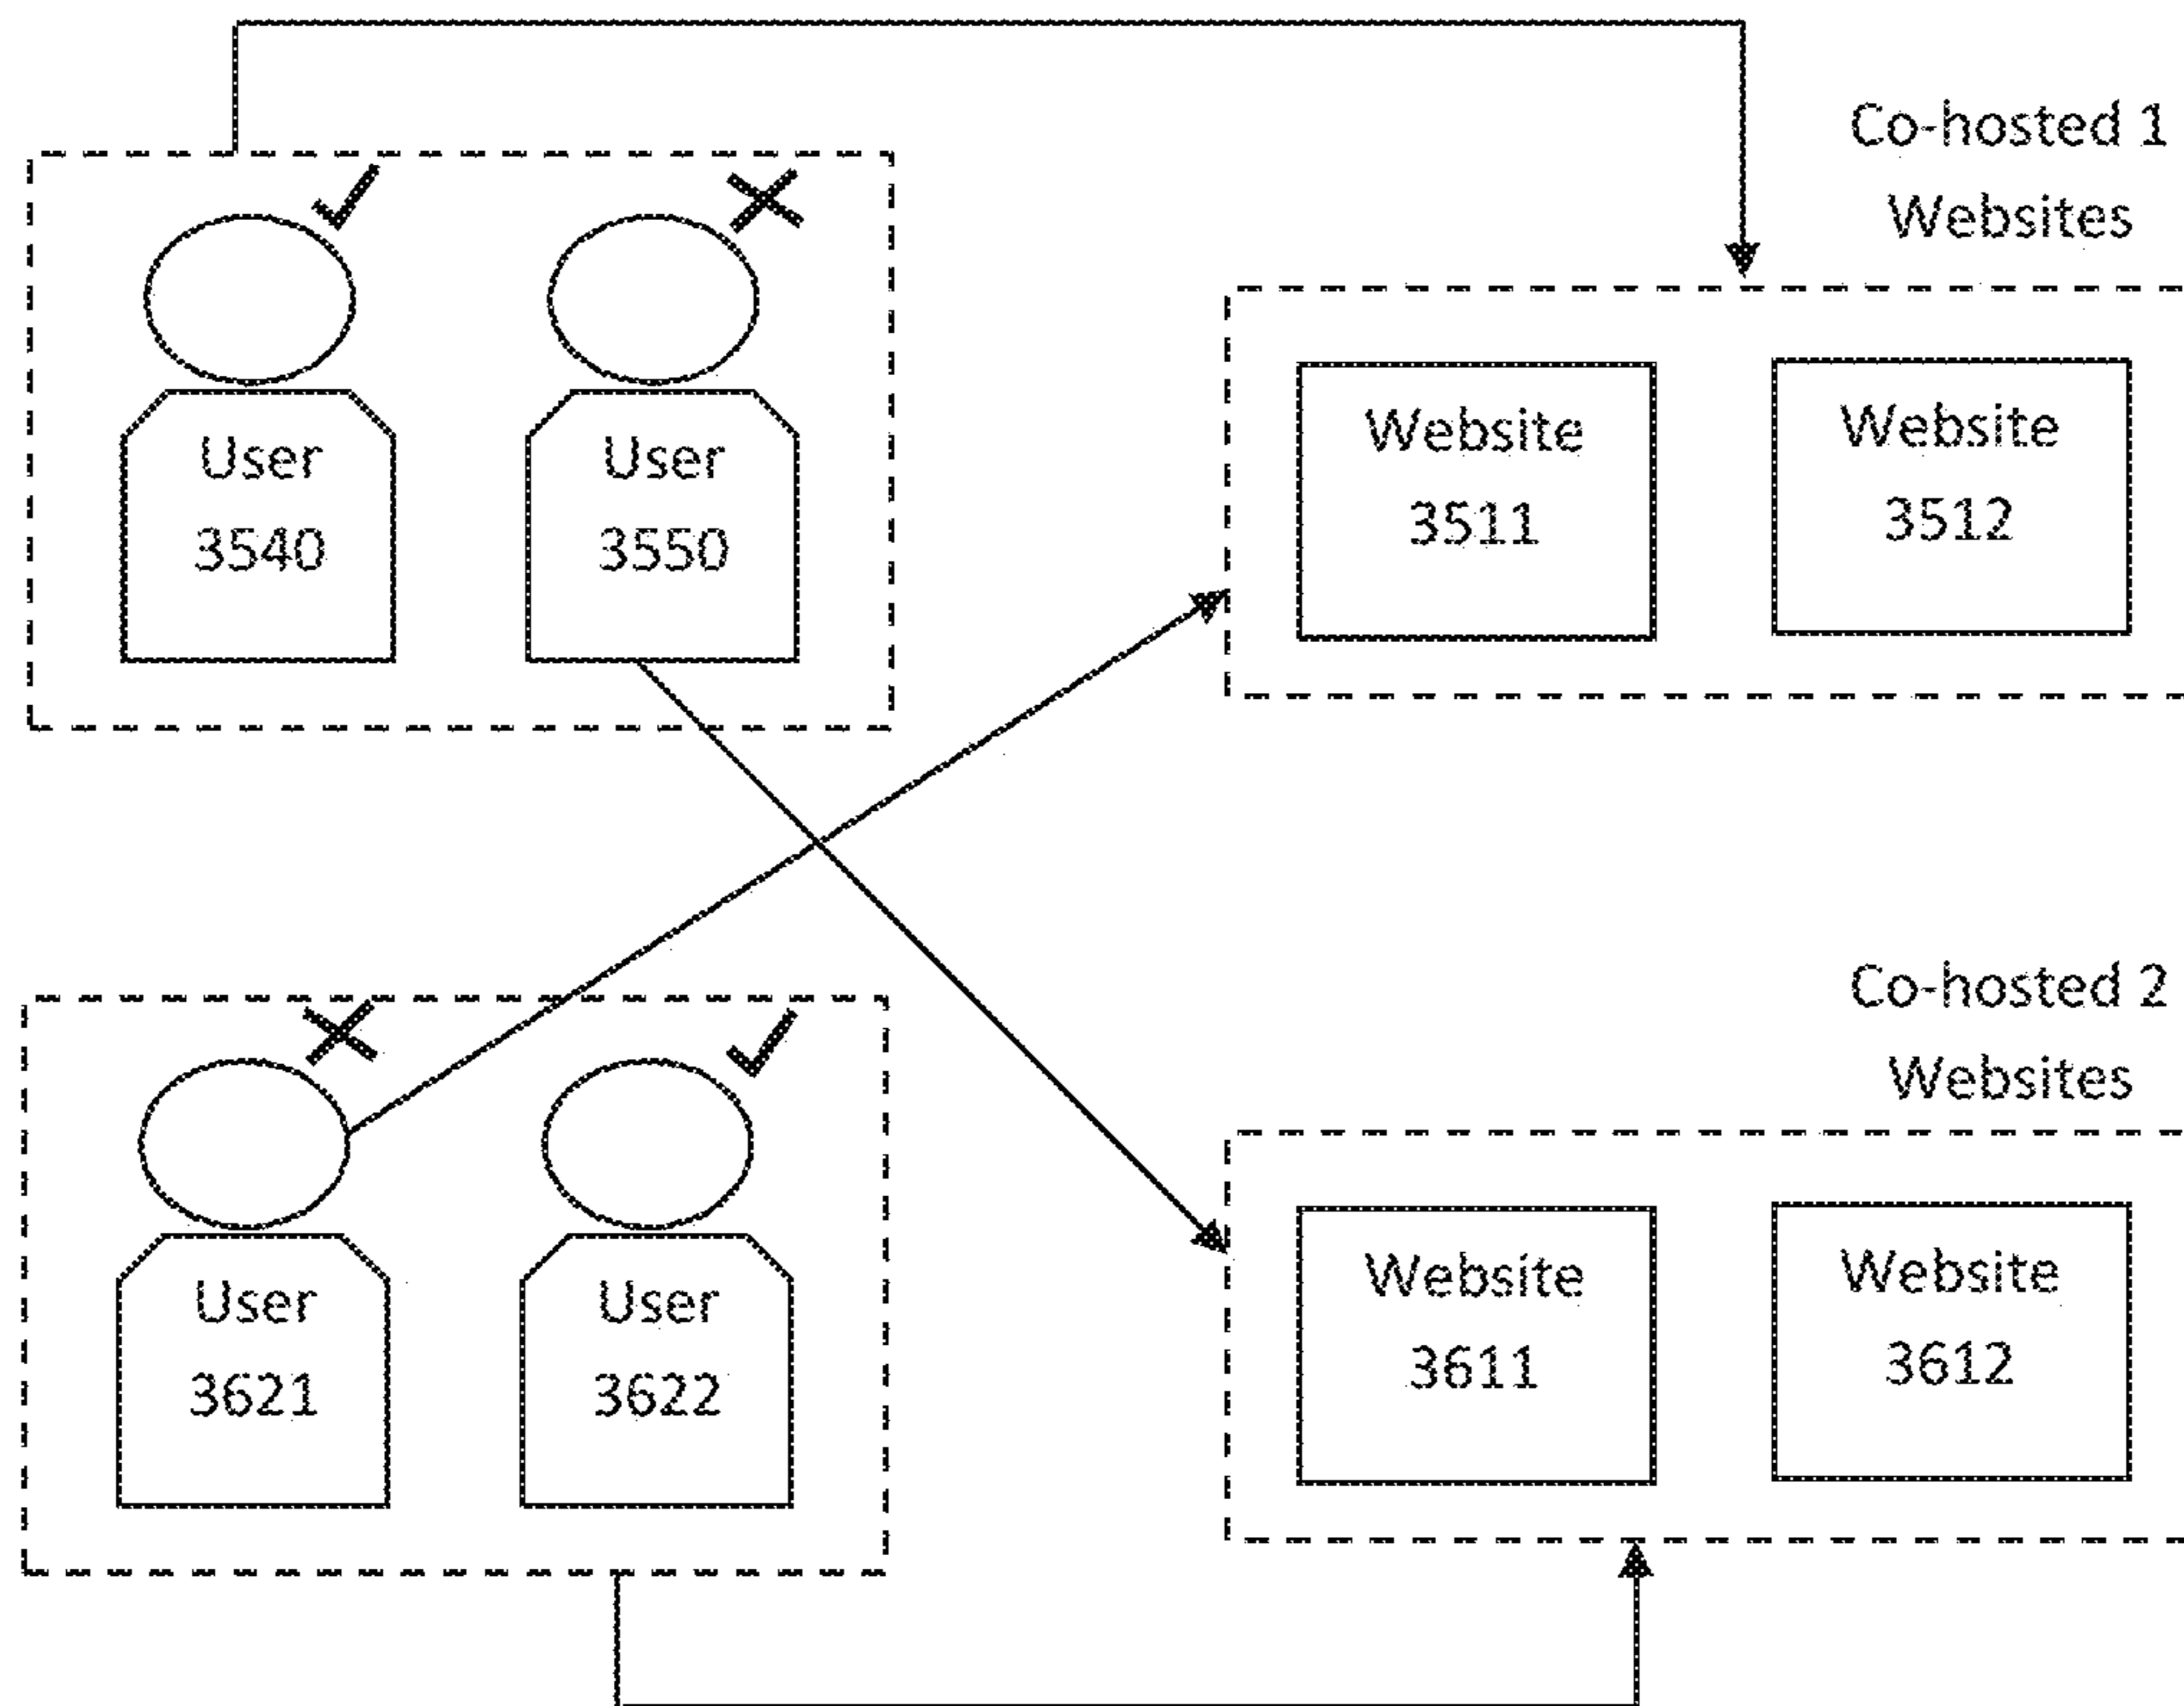 Co-hosted 1
Websites
User
3540
User
3550
Website
3511
Website
3512
Co-hosted 2
Websites
User
3621
User
3622
Website
3611
Website
3612